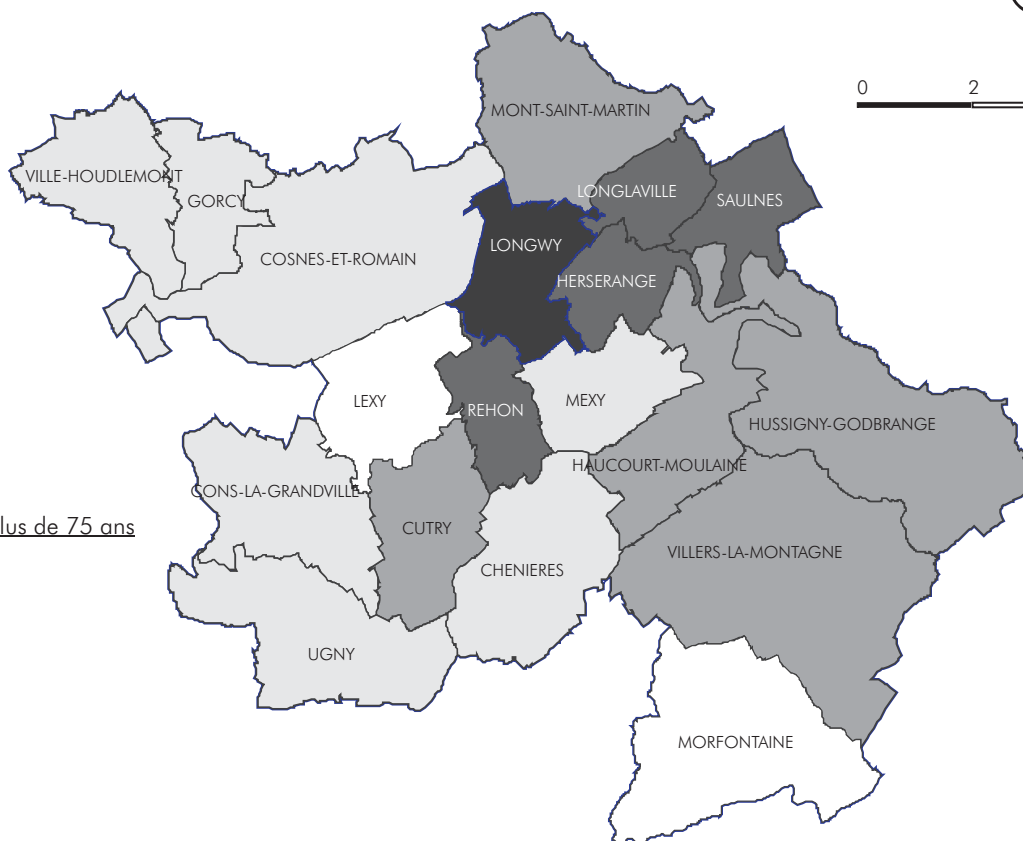 0 2
MONT-SAINT-MARTIN
VILLE-HOUDLEMONT
GORCY
LONGLAVILLE
SAULNES
LONGWY
COSNES-ET-ROMAIN
HERSERANGE
LEXY
REHON
MEXY
HUSSIGNY-GODBRANGE
HAUCOURT-MOULAINE
CONS-LA-GRANDVILLE
lus de 75 ans
CUTRY
VILLERS-LA-MONTAGNE
CHENIERES
UGNY
MORFONTAINE